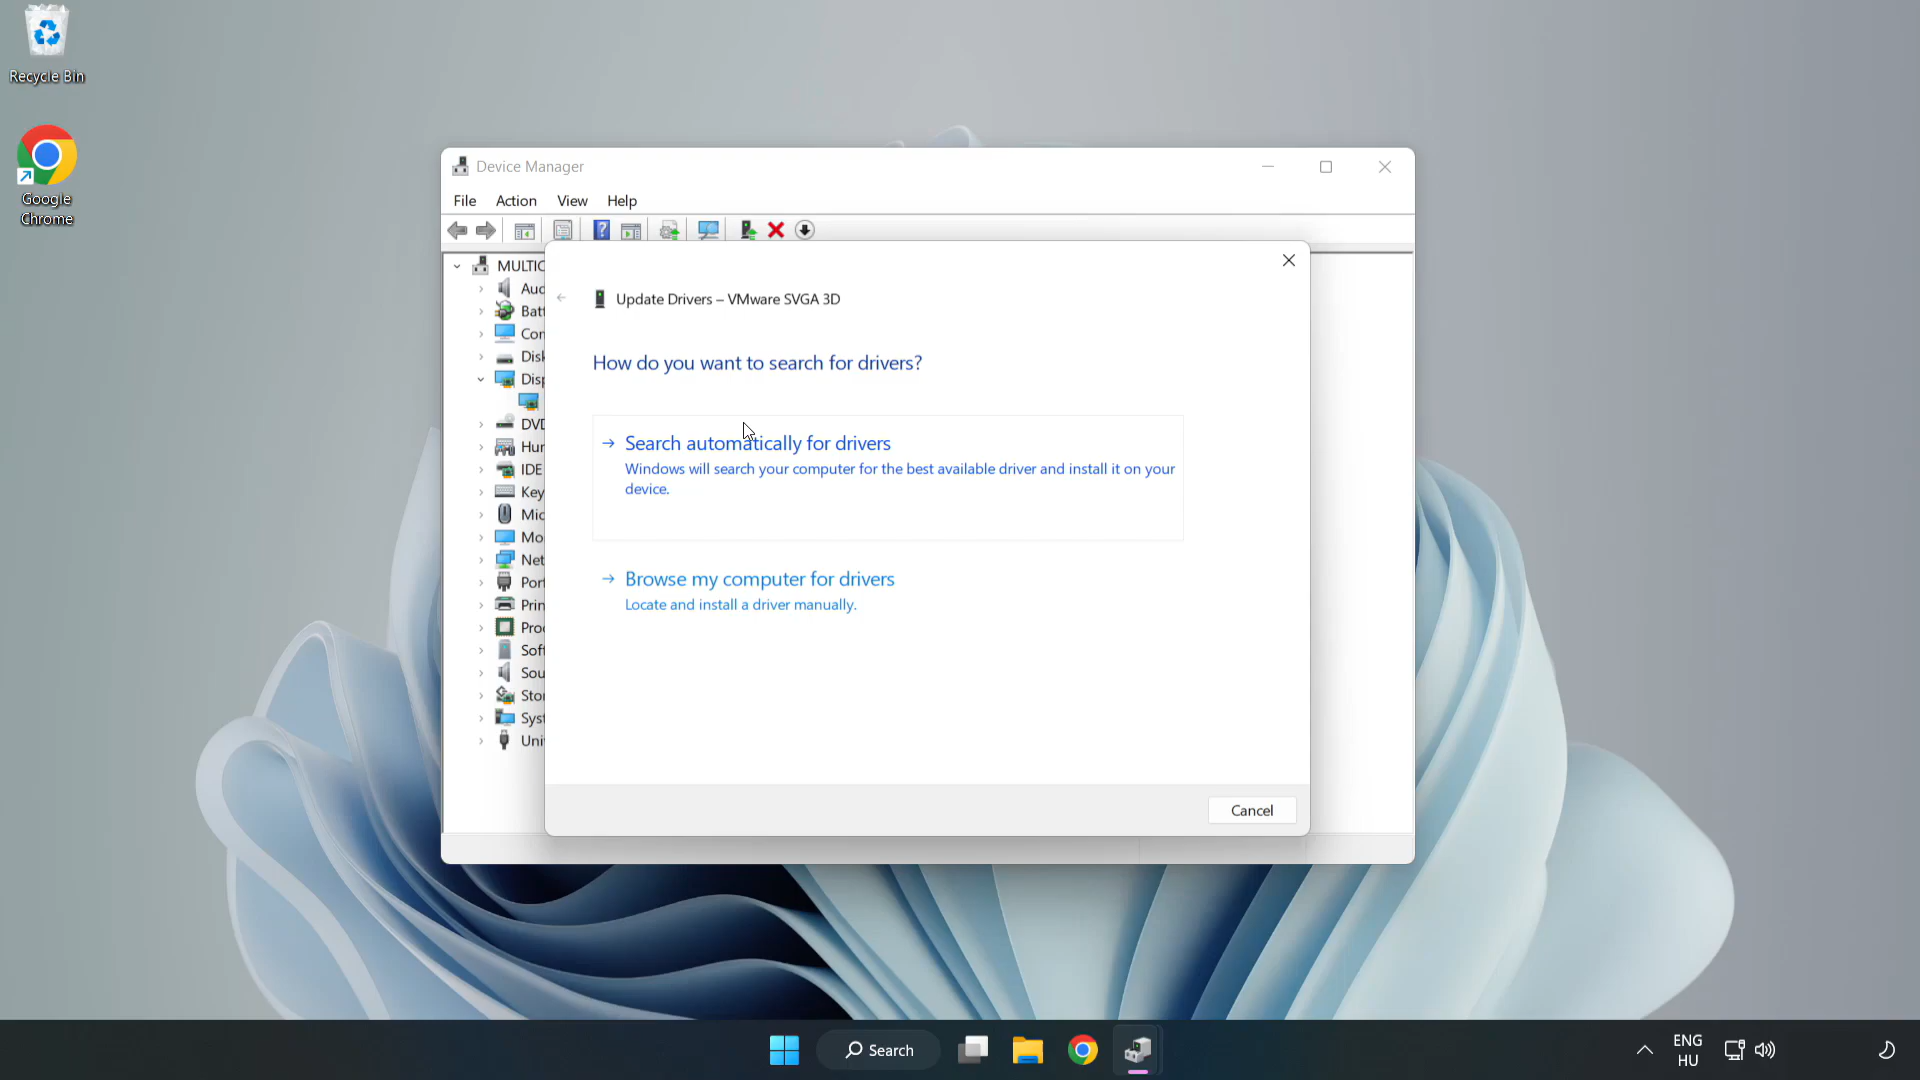 Recycle Bin
Google
Chrome
Device Manager
File Action View Help
MULTIC
Aud
Batt
Con
Disk
Disp
DVD
Hur
IDE
Key
Mic
Mo
Net
Port
Prin
Proc
Soft
Sou
Stor
Syst
Uni
Update Drivers – VMware SVGA 3D
How do you want to search for drivers?
Search automatically for drivers
Windows will search your computer for the best available driver and install it on your
device.
Browse my computer for drivers
Locate and install a driver manually.
Cancel
Search
ENG
HU